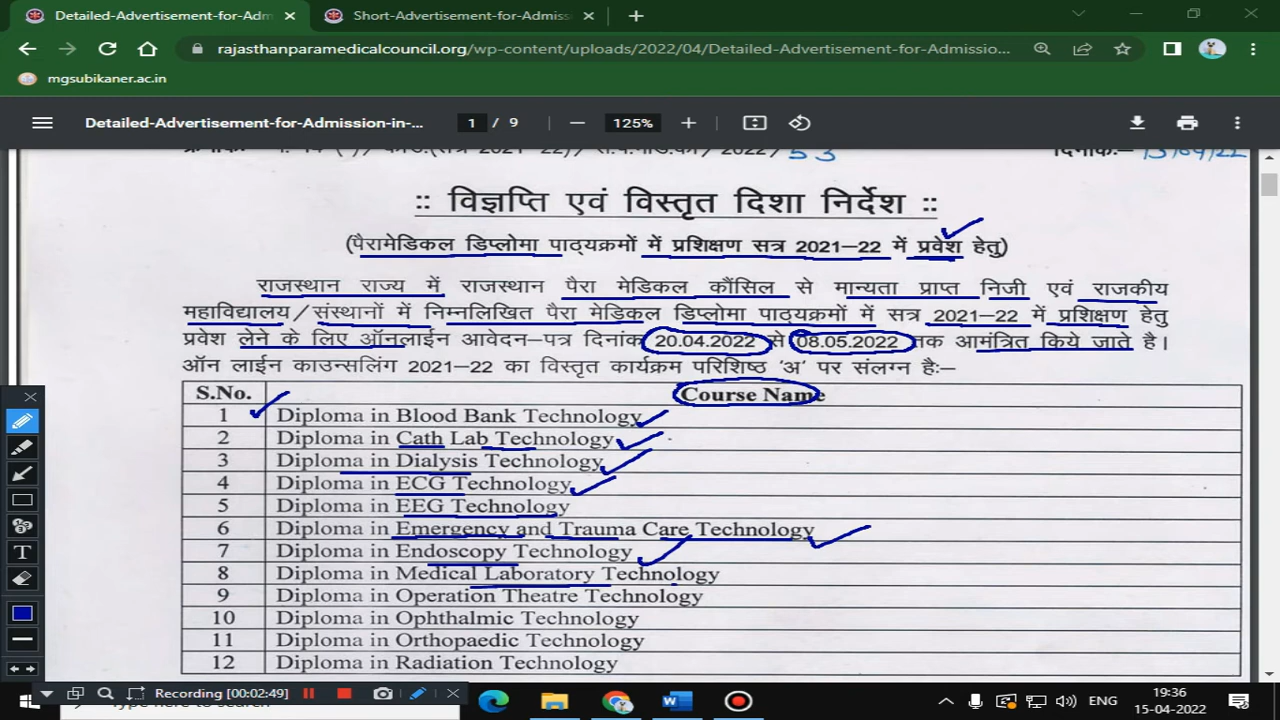 Detailed-Advertisement-for-Adm
Short-Advertisement-for-Admiss
rajasthanparamedicalcouncil.org/wp-content/uploads/2022/04/Detailed-Advertisement-for-Admissio...
mgsubikaner.ac.in
Detailed-Advertisement-for-Admission-in-...
1 / 9
125%
2022/ 53
:: विज्ञप्ति एवं विस्तृत दिशा निर्देश ::
(पैरामेडिकल डिप्लोमा पाठ्यक्रमों में प्रशिक्षण सत्र 2021–22 में प्रवेश हेतु)
राजस्थान राज्य में राजस्थान पैरा मेडिकल कौंसिल से मान्यता प्राप्त निजी एवं राजकीय
महाविद्यालय/संस्थानों में निम्नलिखित पैरा मेडिकल डिप्लोमा पाठ्यक्रमों में सत्र 2021–22 में प्रशिक्षण हेतु
प्रवेश लेने के लिए ऑनलाईन आवेदन–पत्र दिनांक 20.04.2022 से 08.05.2022 तक आमंत्रित किये जाते है।
ऑन लाईन काउन्सलिंग 2021–22 का विस्तृत कार्यक्रम परिशिष्ठ 'अ' पर संलग्न हैः–
S.No. Course Name
1 Diploma in Blood Bank Technology
2 Diploma in Cath Lab Technology
3 Diploma in Dialysis Technology
4 Diploma in ECG Technology
5 Diploma in EEG Technology
6 Diploma in Emergency and Trauma Care Technology
7 Diploma in Endoscopy Technology
8 Diploma in Medical Laboratory Technology
9 Diploma in Operation Theatre Technology
10 Diploma in Ophthalmic Technology
11 Diploma in Orthopaedic Technology
12 Diploma in Radiation Technology
Recording [00:02:49]
ENG
19:36
15-04-2022